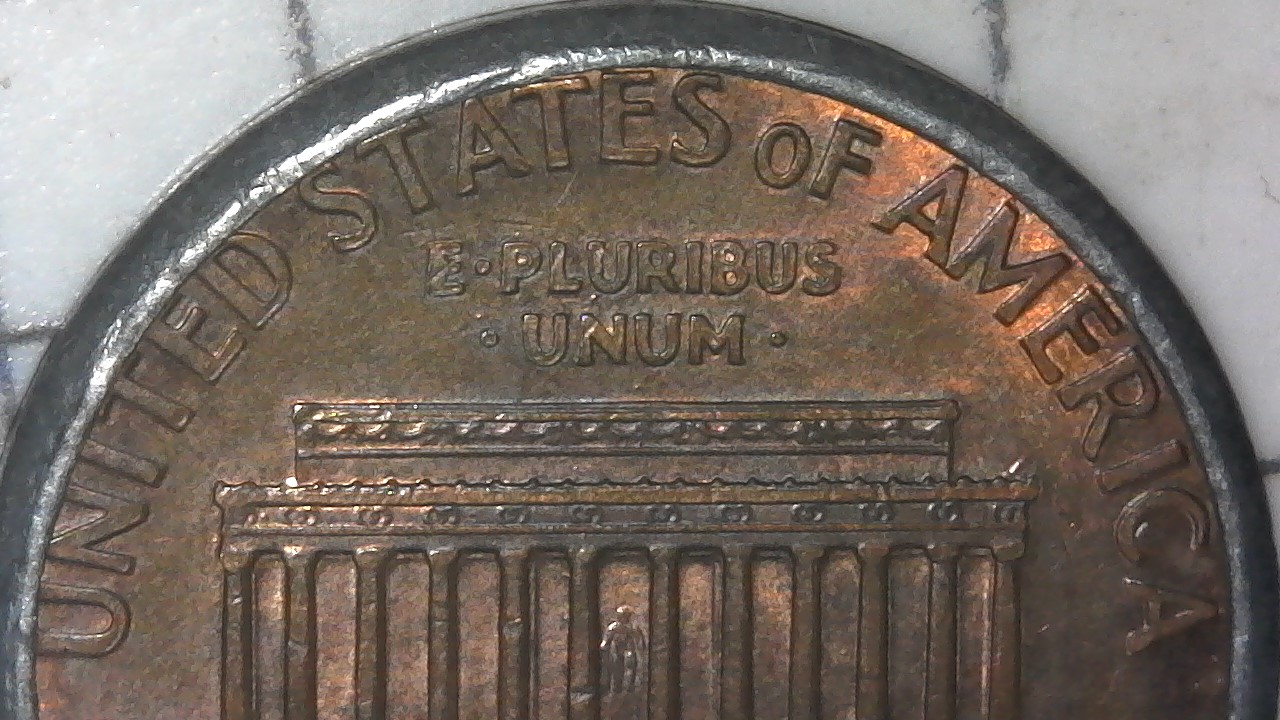 UNITED STATES OF AMERICA
E·PLURIBUS
·UNUM·